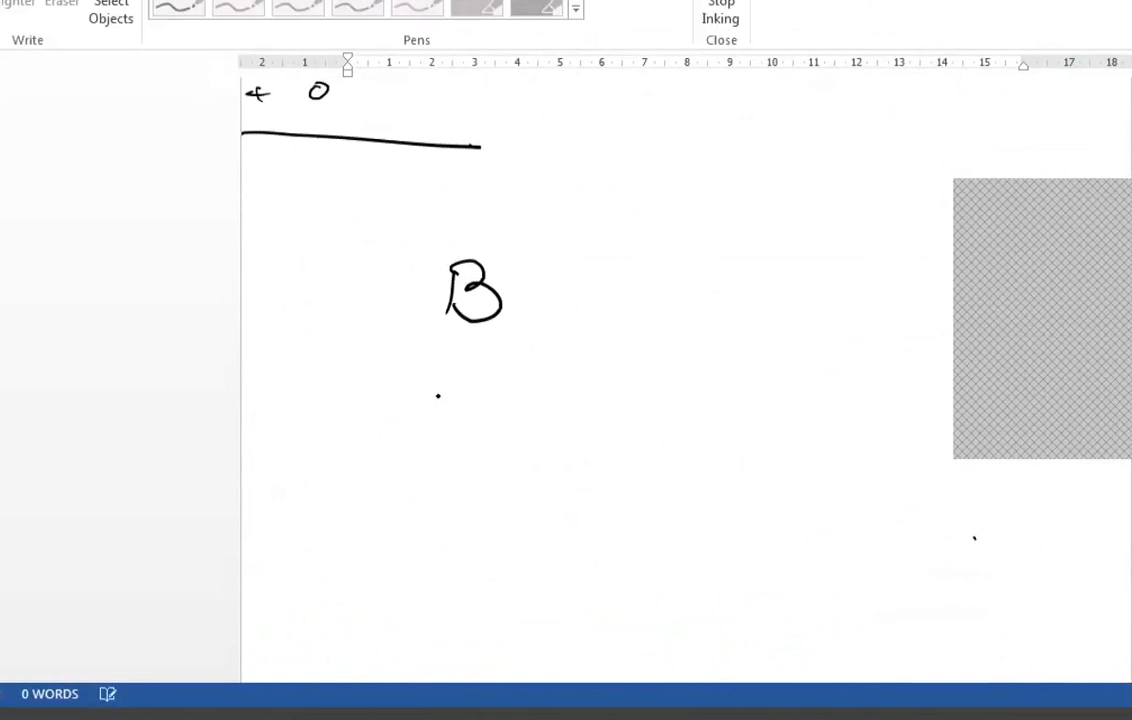 Eraser Select Objects Stop Inking
Write Pens Close
2 1 1 2 3 4 5 6 7 8 9 10 11 12 13 14 15 17 18
+ 0
B
0 WORDS